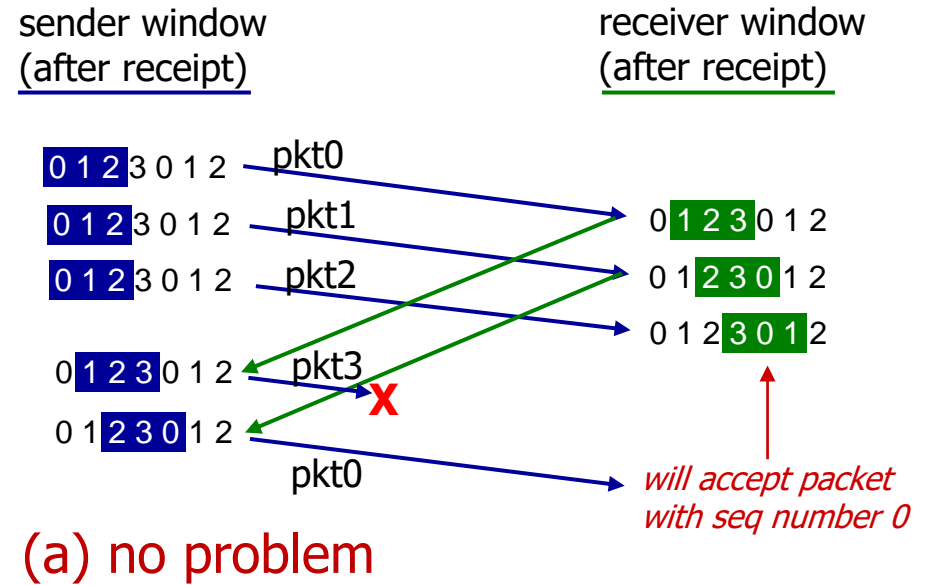 sender window
(after receipt)
receiver window
(after receipt)
0 1 2 3 0 1 2
pkt0
0 1 2 3 0 1 2
pkt1
0 1 2 3 0 1 2
0 1 2 3 0 1 2
pkt2
0 1 2 3 0 1 2
0 1 2 3 0 1 2
0 1 2 3 0 1 2
pkt3
X
0 1 2 3 0 1 2
pkt0
will accept packet
with seq number 0
(a) no problem